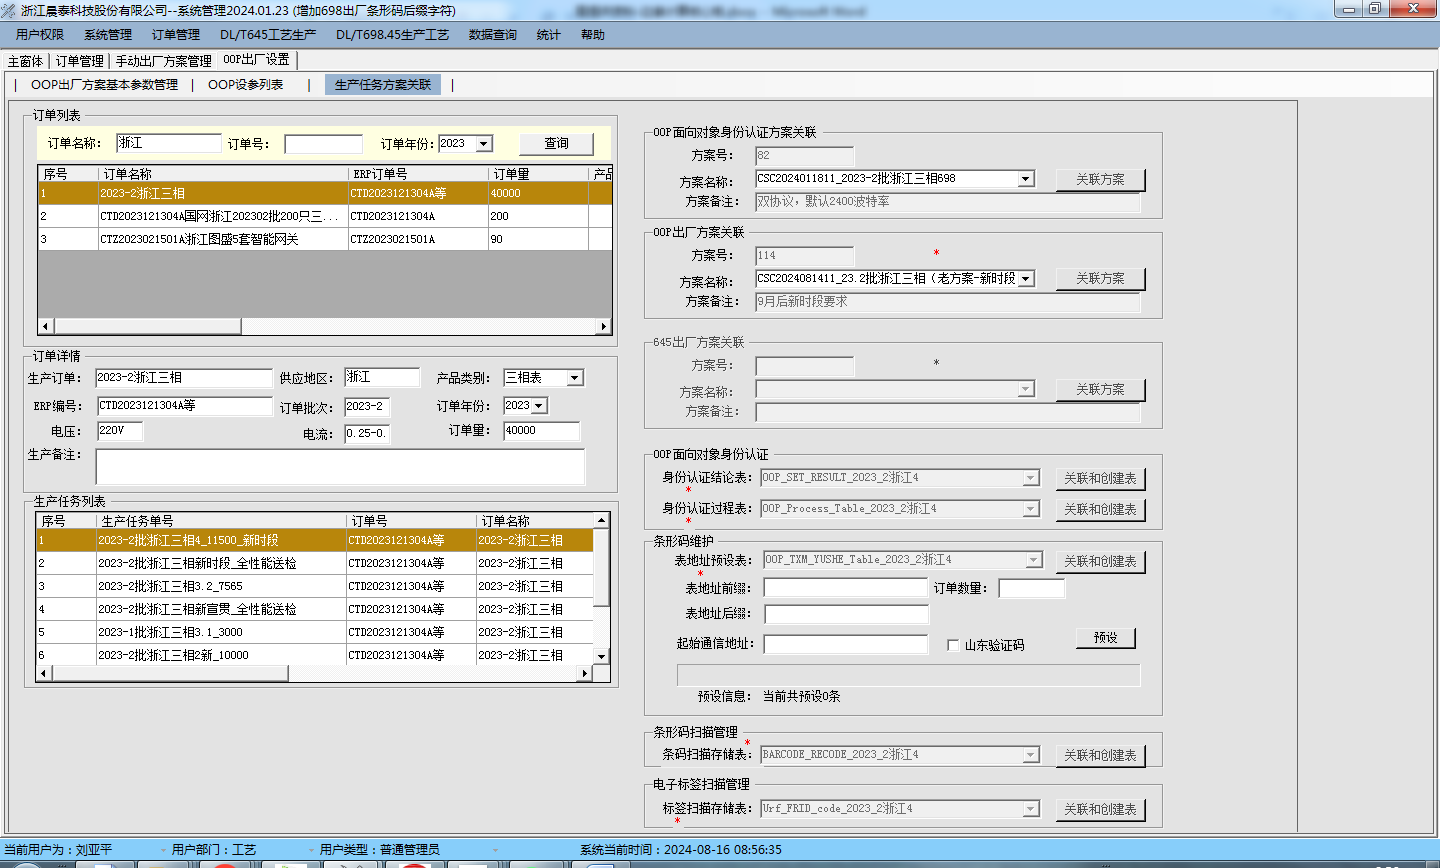 浙江晨泰科技股份有限公司--系统管理2024.01.23 (增加698出厂条形码后缀字符)
用户权限 系统管理 订单管理 DL/T645工艺生产 DL/T698.45生产工艺 数据查询 统计 帮助
主窗体 订单管理 手动出厂方案管理 OOP出厂设置
OOP出厂方案基本参数管理 OOP设参列表 生产任务方案关联
订单列表
订单名称: 浙江 订单号: 订单年份: 2023 查询
序号 订单名称 ERP订单号 订单量 产品
1 2023-2浙江三相 CTD2023121304A等 40000
2 CTD2023121304A国网浙江202302批200只三... CTD2023121304A 200
3 CTZ2023021501A浙江图盛5套智能网关 CTZ2023021501A 90
订单详情
生产订单: 2023-2浙江三相 供应地区: 浙江 产品类别: 三相表
ERP编号: CTD2023121304A等 订单批次: 2023-2 订单年份: 2023
电压: 220V 电流: 0.25-0. 订单量: 40000
生产备注:
生产任务列表
序号 生产任务单号 订单号 订单名称
1 2023-2批浙江三相4_11500_新时段 CTD2023121304A等 2023-2浙江三相
2 2023-2批浙江三相新时段_全性能送检 CTD2023121304A等 2023-2浙江三相
3 2023-2批浙江三相3.2_7565 CTD2023121304A等 2023-2浙江三相
4 2023-2批浙江三相新宣贯_全性能送检 CTD2023121304A等 2023-2浙江三相
5 2023-1批浙江三相3.1_3000 CTD2023121304A等 2023-2浙江三相
6 2023-2批浙江三相2新_10000 CTD2023121304A等 2023-2浙江三相
OOP面向对象身份认证方案关联
方案号: 82
方案名称: CSC2024011811_2023-2批浙江三相698 关联方案
方案备注: 双协议, 默认2400波特率
OOP出厂方案关联
方案号: 114 *
方案名称: CSC2024081411_23.2批浙江三相（老方案-新时段 关联方案
方案备注: 9月后新时段要求
645出厂方案关联
方案号: *
方案名称: 关联方案
方案备注:
OOP面向对象身份认证
身份认证结论表: OOP_SET_RESULT_2023_2浙江4 关联和创建表
*
身份认证过程表: OOP_Process_Table_2023_2浙江4 关联和创建表
*
条形码维护
表地址预设表: OOP_TXM_YUSHE_Table_2023_2浙江4 关联和创建表
*
表地址前缀: 订单数量:
表地址后缀:
起始通信地址: 山东验证码 预设
预设信息: 当前共预设0条
条形码扫描管理
*
条码扫描存储表: BARCODE_RECODE_2023_2浙江4 关联和创建表
电子标签扫描管理
标签扫描存储表: Urf_FRID_code_2023_2浙江4 关联和创建表
*
当前用户为：刘亚平 用户部门：工艺 用户类型：普通管理员 系统当前时间：2024-08-16 08:56:35